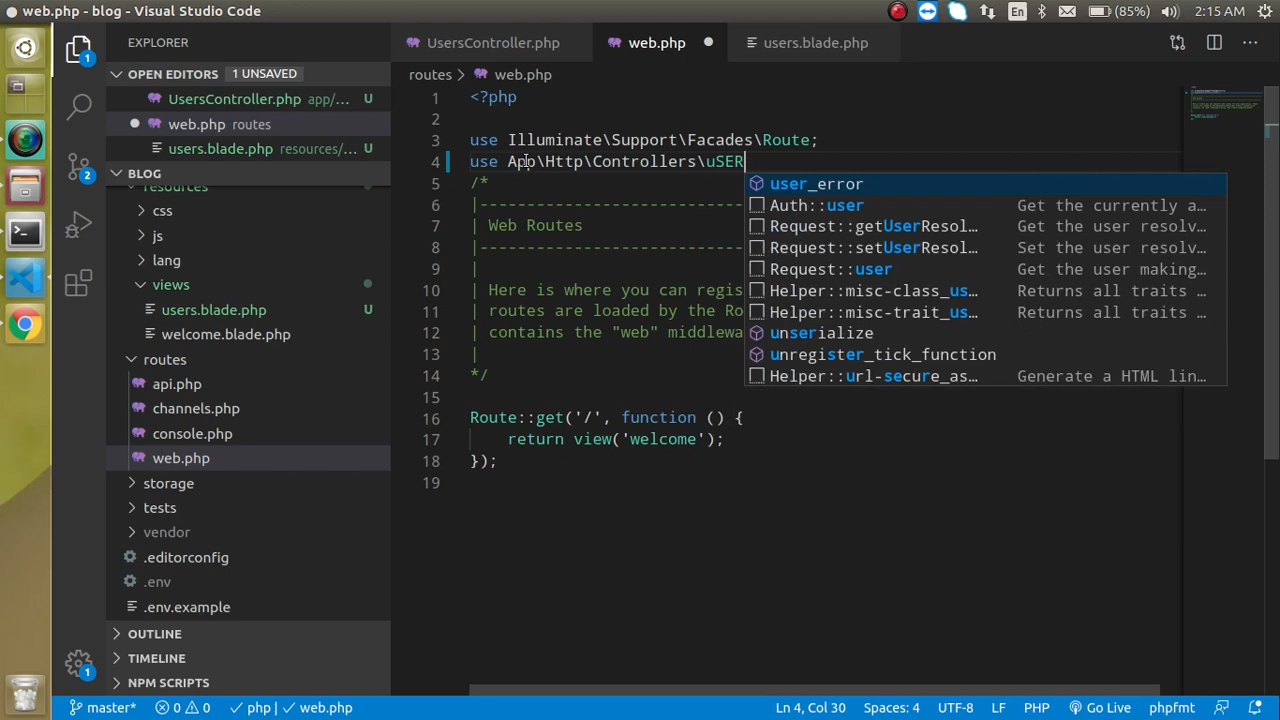 web.php - blog - Visual Studio Code
En
(85%)
2:15 AM
EXPLORER
OPEN EDITORS
1 UNSAVED
UsersController.php app/... U
web.php routes
users.blade.php resources/... U
BLOG
resources
css
js
lang
views
users.blade.php U
welcome.blade.php
routes
api.php
channels.php
console.php
web.php
storage
tests
vendor
.editorconfig
.env
.env.example
OUTLINE
TIMELINE
NPM SCRIPTS
1
2
1
UsersController.php
web.php
users.blade.php
routes > web.php
1 <?php
2
3 use Illuminate\Support\Facades\Route;
4 use App\Http\Controllers\uSER
5 /*
6 |----------------------------
7 | Web Routes
8 |----------------------------
9 |
10 | Here is where you can regis
11 | routes are loaded by the Ro
12 | contains the "web" middlewa
13 |
14 */
15
16 Route::get('/', function () {
17 return view('welcome');
18 });
19
user_error
Auth::user Get the currently a...
Request::getUserResol... Get the user resolv...
Request::setUserResol... Set the user resolv...
Request::user Get the user making...
Helper::misc-class_us... Returns all traits ...
Helper::misc-trait_us... Returns all traits ...
unserialize
unregister_tick_function
Helper::url-secure_as... Generate a HTML lin...
master* 0 0 php | web.php Ln 4, Col 30 Spaces: 4 UTF-8 LF PHP Go Live phpfmt